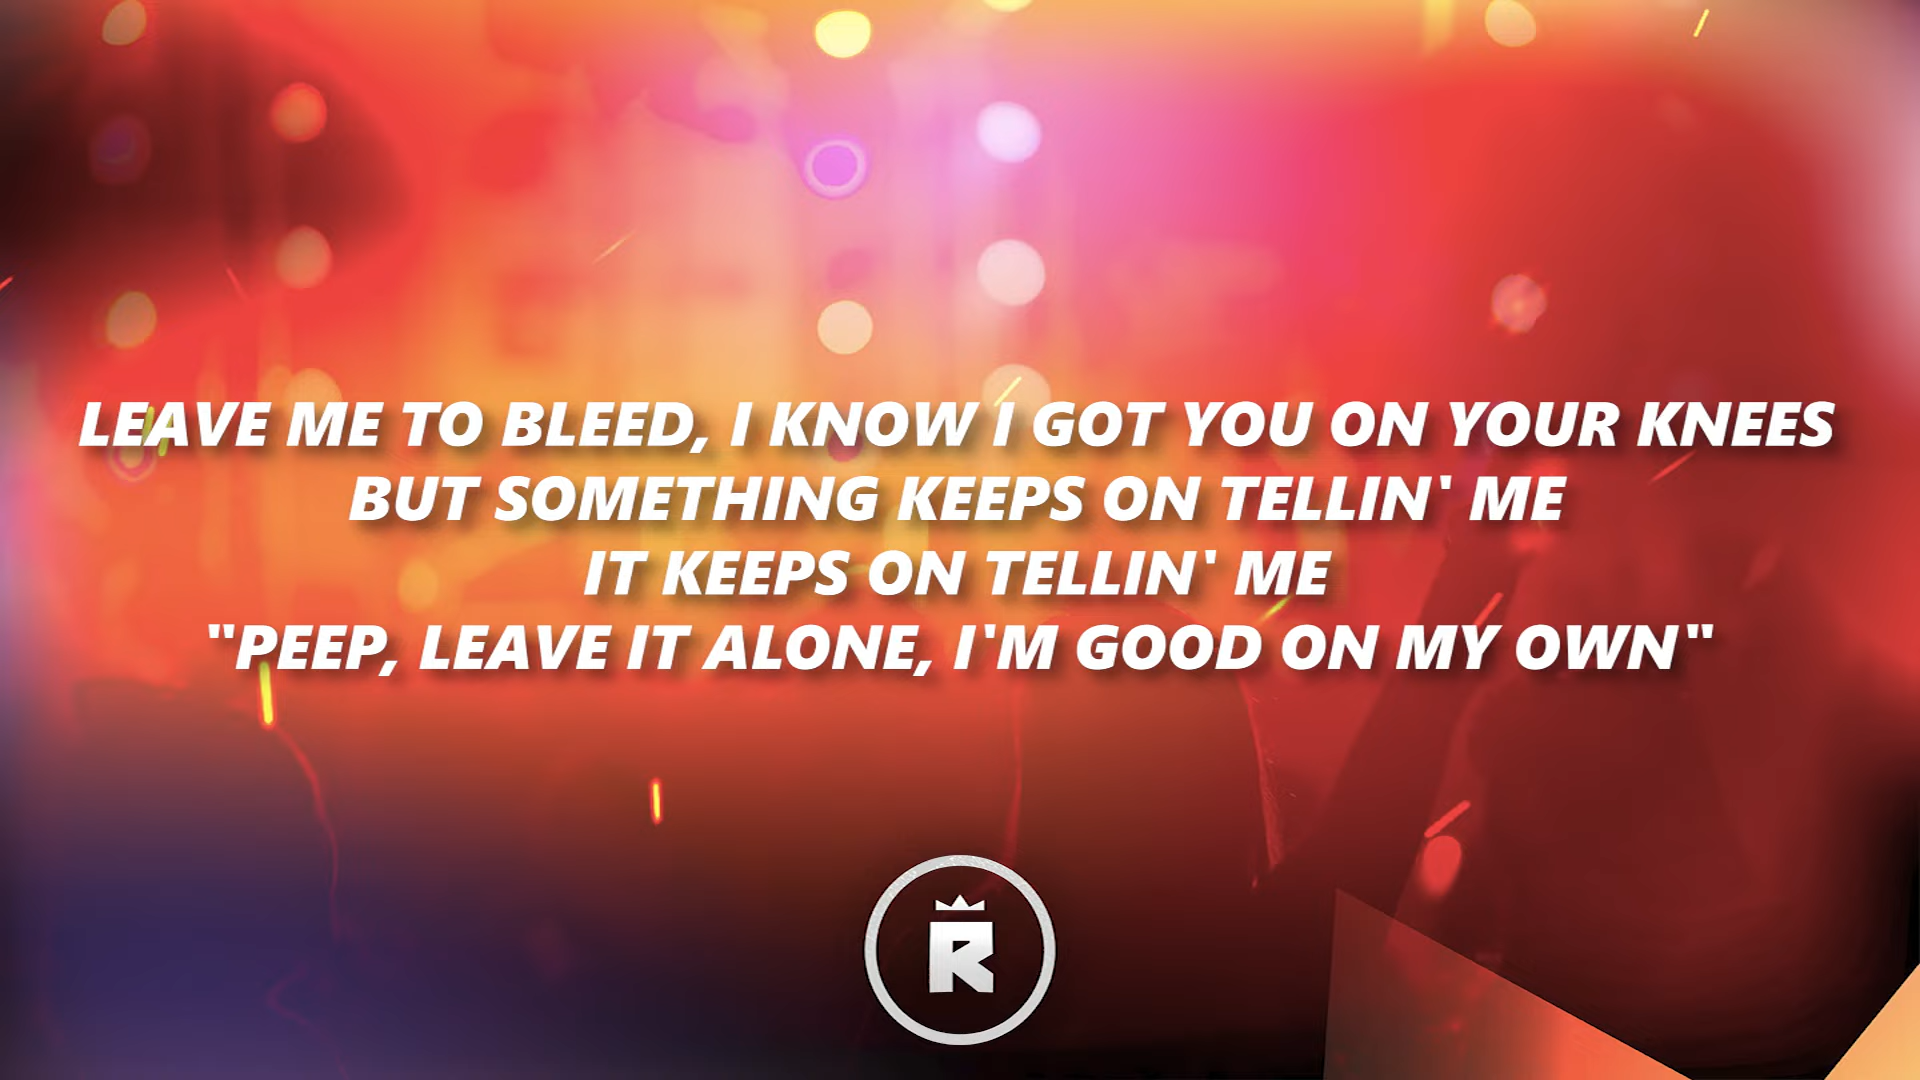 LEAVE ME TO BLEED, I KNOW I GOT YOU ON YOUR KNEES
BUT SOMETHING KEEPS ON TELLIN' ME
IT KEEPS ON TELLIN' ME
"PEEP, LEAVE IT ALONE, I'M GOOD ON MY OWN"
R